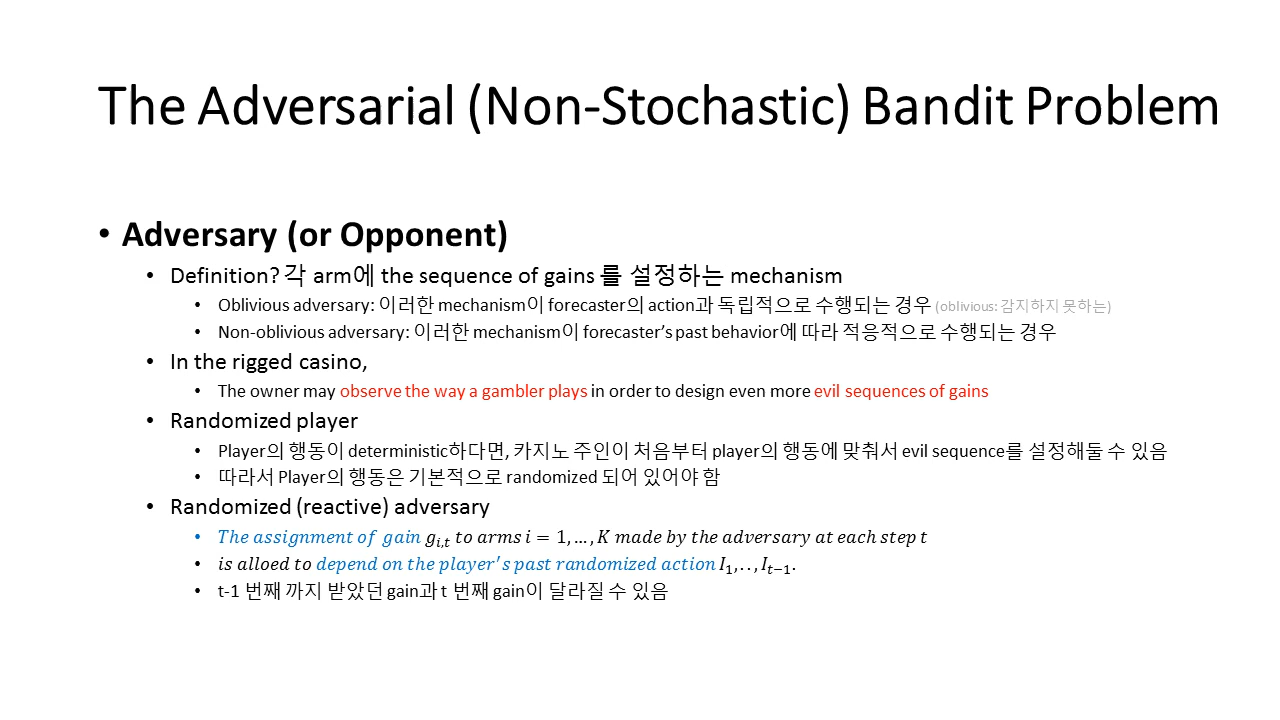 The Adversarial (Non-Stochastic) Bandit Problem
• Adversary (or Opponent)
• Definition? 각 arm에 the sequence of gains 를 설정하는 mechanism
• Oblivious adversary: 이러한 mechanism이 forecaster의 action과 독립적으로 수행되는 경우 (oblivious: 감지하지 못하는)
• Non-oblivious adversary: 이러한 mechanism이 forecaster's past behavior에 따라 적응적으로 수행되는 경우
• In the rigged casino,
• The owner may observe the way a gambler plays in order to design even more evil sequences of gains
• Randomized player
• Player의 행동이 deterministic하다면, 카지노 주인이 처음부터 player의 행동에 맞춰서 evil sequence를 설정해둘 수 있음
• 따라서 Player의 행동은 기본적으로 randomized 되어 있어야 함
• Randomized (reactive) adversary
• The assignment of gain g_{i,t} to arms i = 1, …, K made by the adversary at each step t
• is alloed to depend on the player's past randomized action I_1, . . , I_{t−1}.
• t-1 번째 까지 받았던 gain과 t 번째 gain이 달라질 수 있음